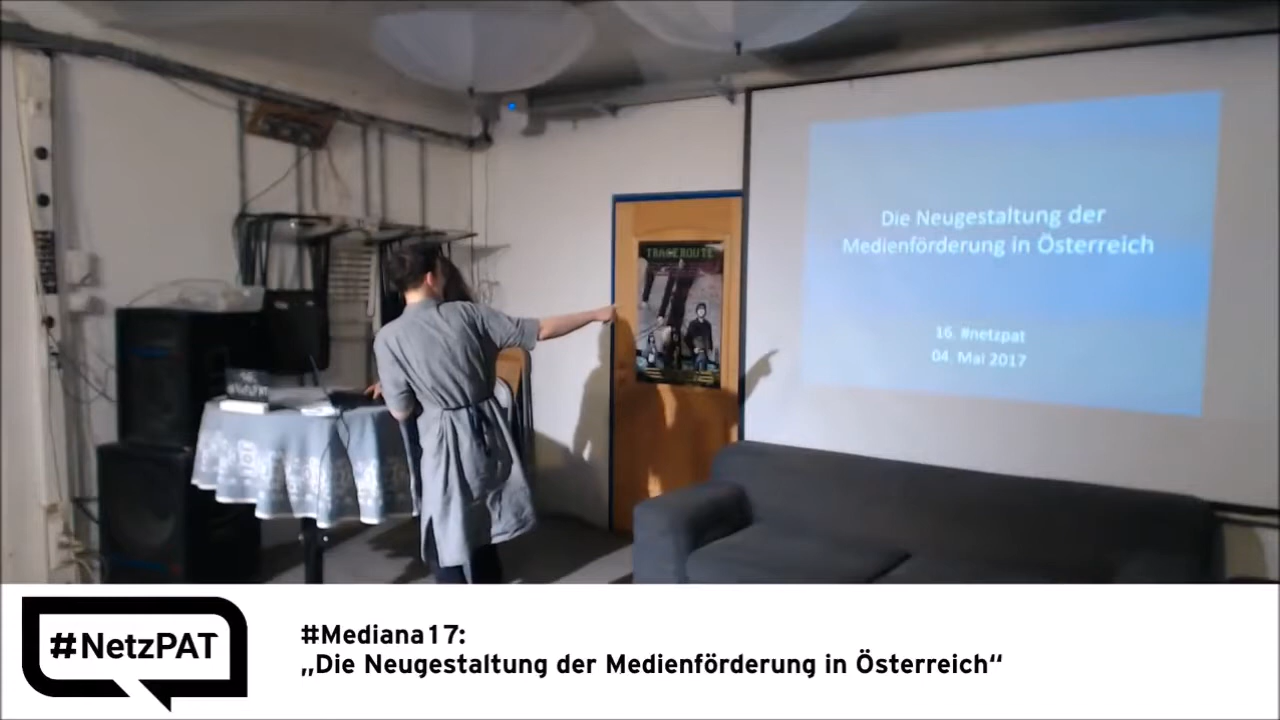 TRACEROUTE
Die Neugestaltung der
Medienförderung in Österreich
16. #netzpat
04. Mai 2017
#NetzPAT
#Mediana17:
„Die Neugestaltung der Medienförderung in Österreich“